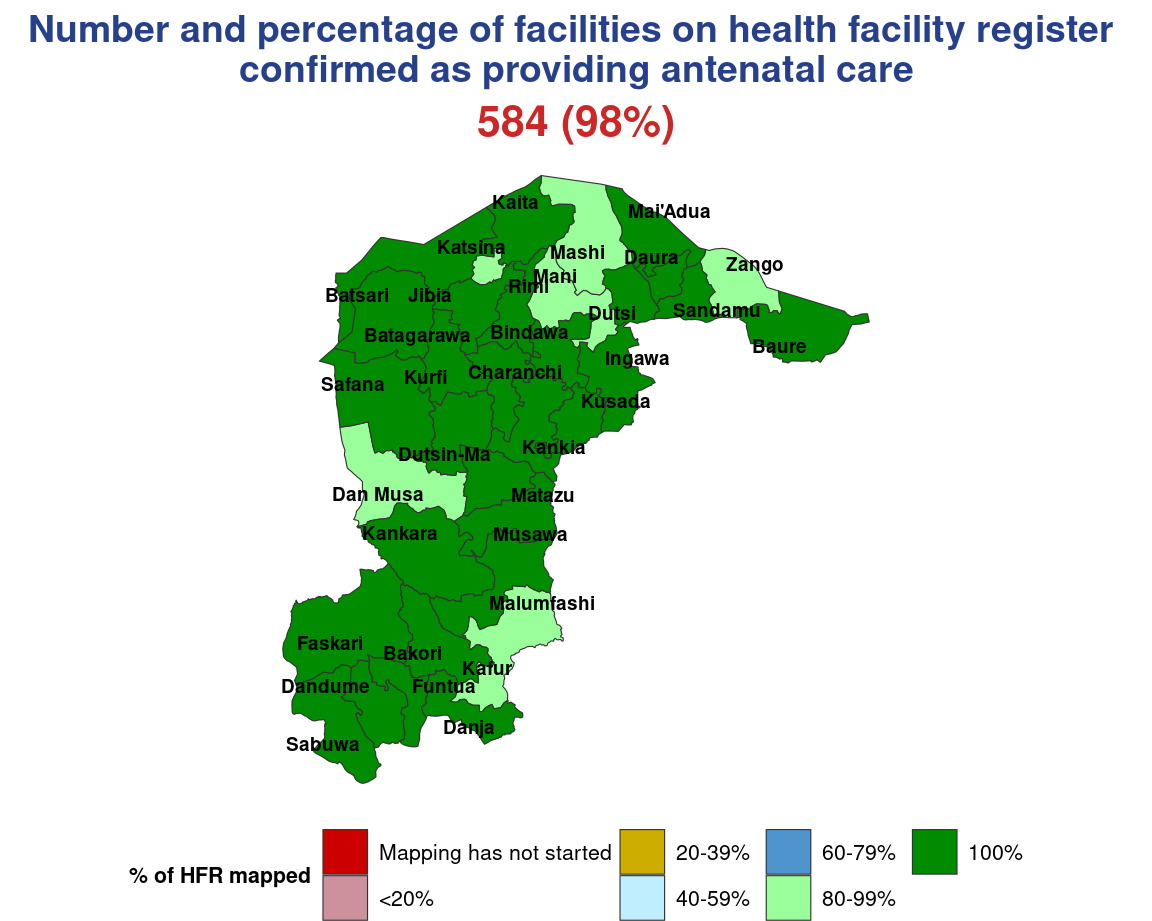 Number and percentage of facilities on health facility register
confirmed as providing antenatal care
584 (98%)
Kaita
Mai'Adua
Katsina
Mashi
Daura
Zango
Mani
Rimi
Batsari
Jibia
Dutsi
Sandamu
Batagarawa
Bindawa
Baure
Ingawa
Safana
Kurfi
Charanchi
Kusada
Dutsin-Ma
Kankia
Dan Musa
Matazu
Kankara
Musawa
Malumfashi
Faskari
Bakori
Kafur
Dandume
Funtua
Danja
Sabuwa
% of HFR mapped
Mapping has not started
<20%
20-39%
40-59%
60-79%
80-99%
100%